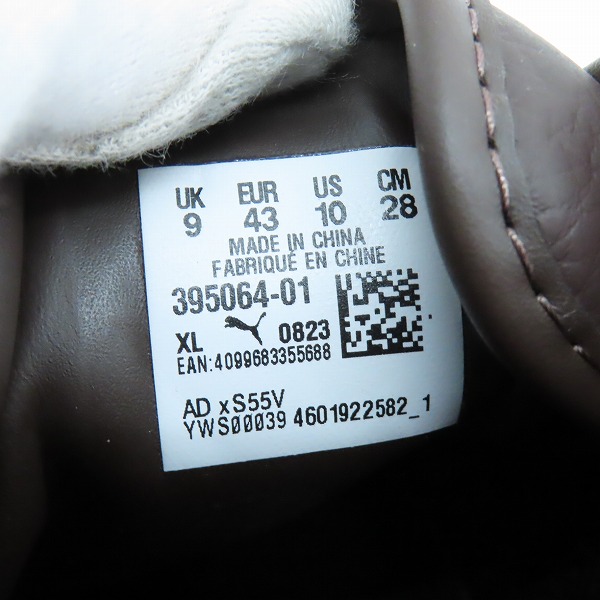 UK EUR US CM
9 43 10 28
MADE IN CHINA
FABRIQUÉ EN CHINE
395064-01
XL 0823
EAN:4099683355688
AD xS55V
YWS00039 4601922582_1